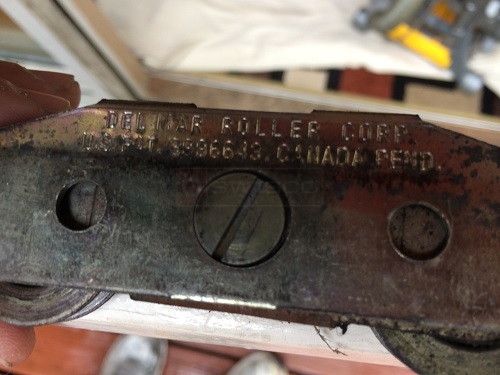 DELMAR ROLLER CORP
U.S. PAT. 3996643, CANADA PEND.